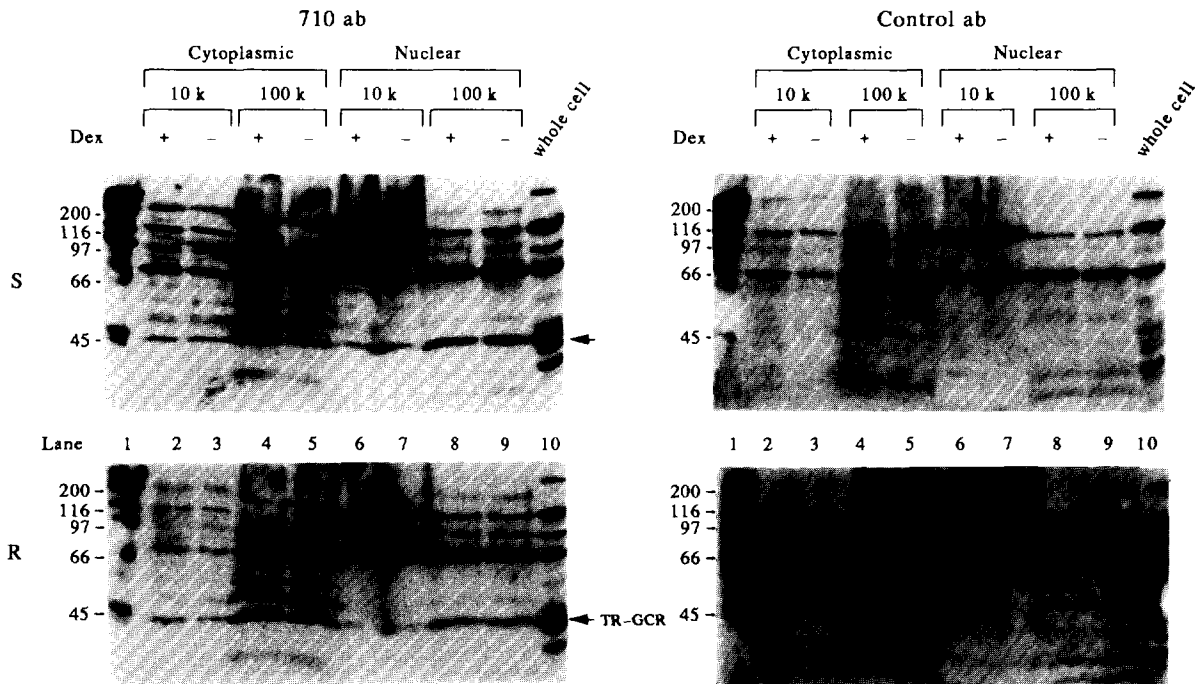 710 ab
Control ab
Cytoplasmic Nuclear
Cytoplasmic Nuclear
10 k 100 k 10 k 100 k whole cell
10 k 100 k 10 k 100 k whole cell
Dex + – + – + – + –
Dex + – + – + – + –
S
200 -
116 -
97 -
66 -
45 -
200 -
116 -
97 -
66 -
45 -
Lane 1 2 3 4 5 6 7 8 9 10
1 2 3 4 5 6 7 8 9 10
R
200 -
116 -
97 -
66 -
45 -
TR-GCR
200 -
116 -
97 -
66 -
45 -